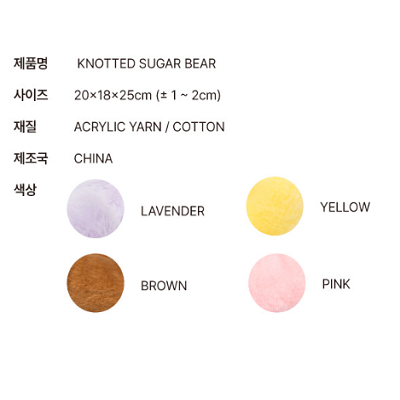 제품명 KNOTTED SUGAR BEAR
사이즈 20×18×25cm (± 1 ~ 2cm)
재질 ACRYLIC YARN / COTTON
제조국 CHINA
색상
LAVENDER YELLOW
BROWN PINK